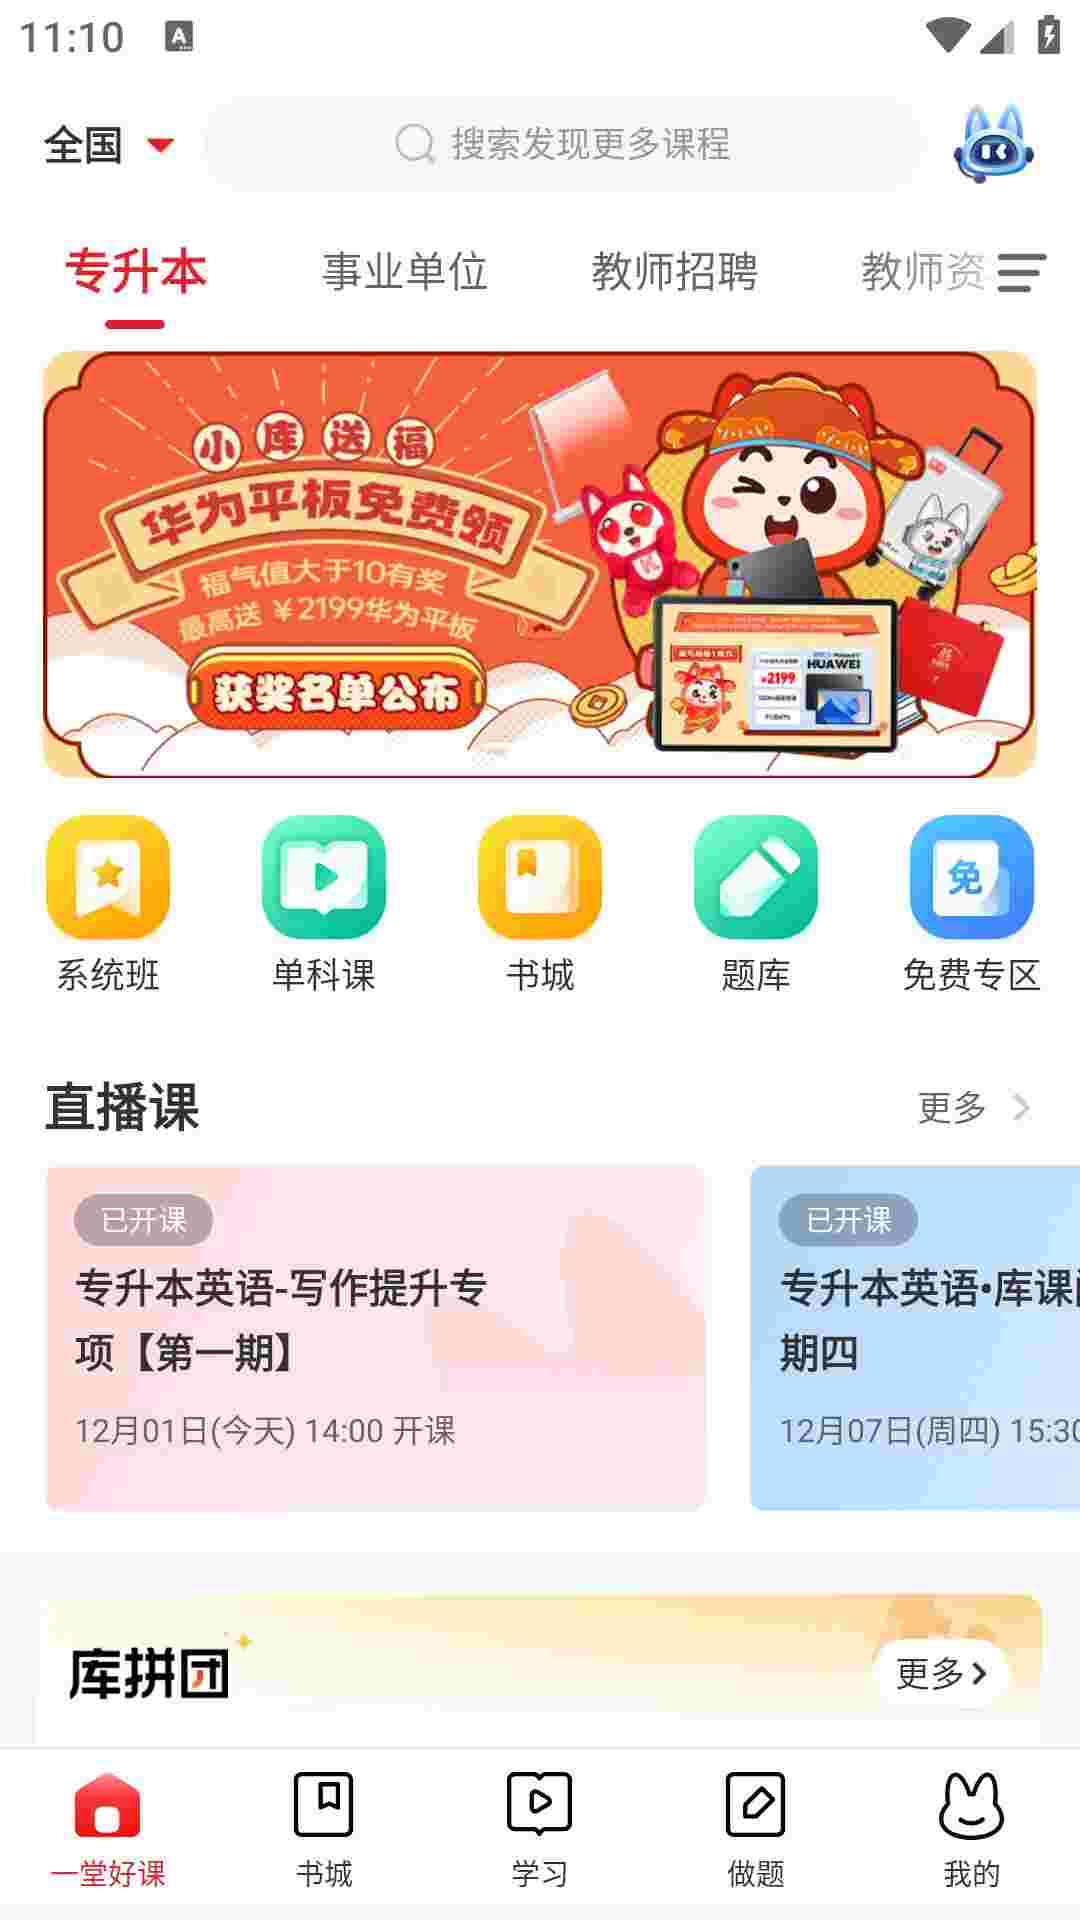 11:10
全国
搜索发现更多课程
专升本
事业单位
教师招聘
教师资
小库送福
华为平板免费领
福气值大于10有奖
最高送 ¥2199华为平板
获奖名单公布
HUAWEI
¥2199
系统班
单科课
书城
题库
免
免费专区
直播课
更多
已开课
专升本英语-写作提升专
项【第一期】
12月01日(今天) 14:00 开课
已开课
专升本英语•库课
期四
12月07日(周四) 15:30
库拼团
更多
一堂好课
书城
学习
做题
我的